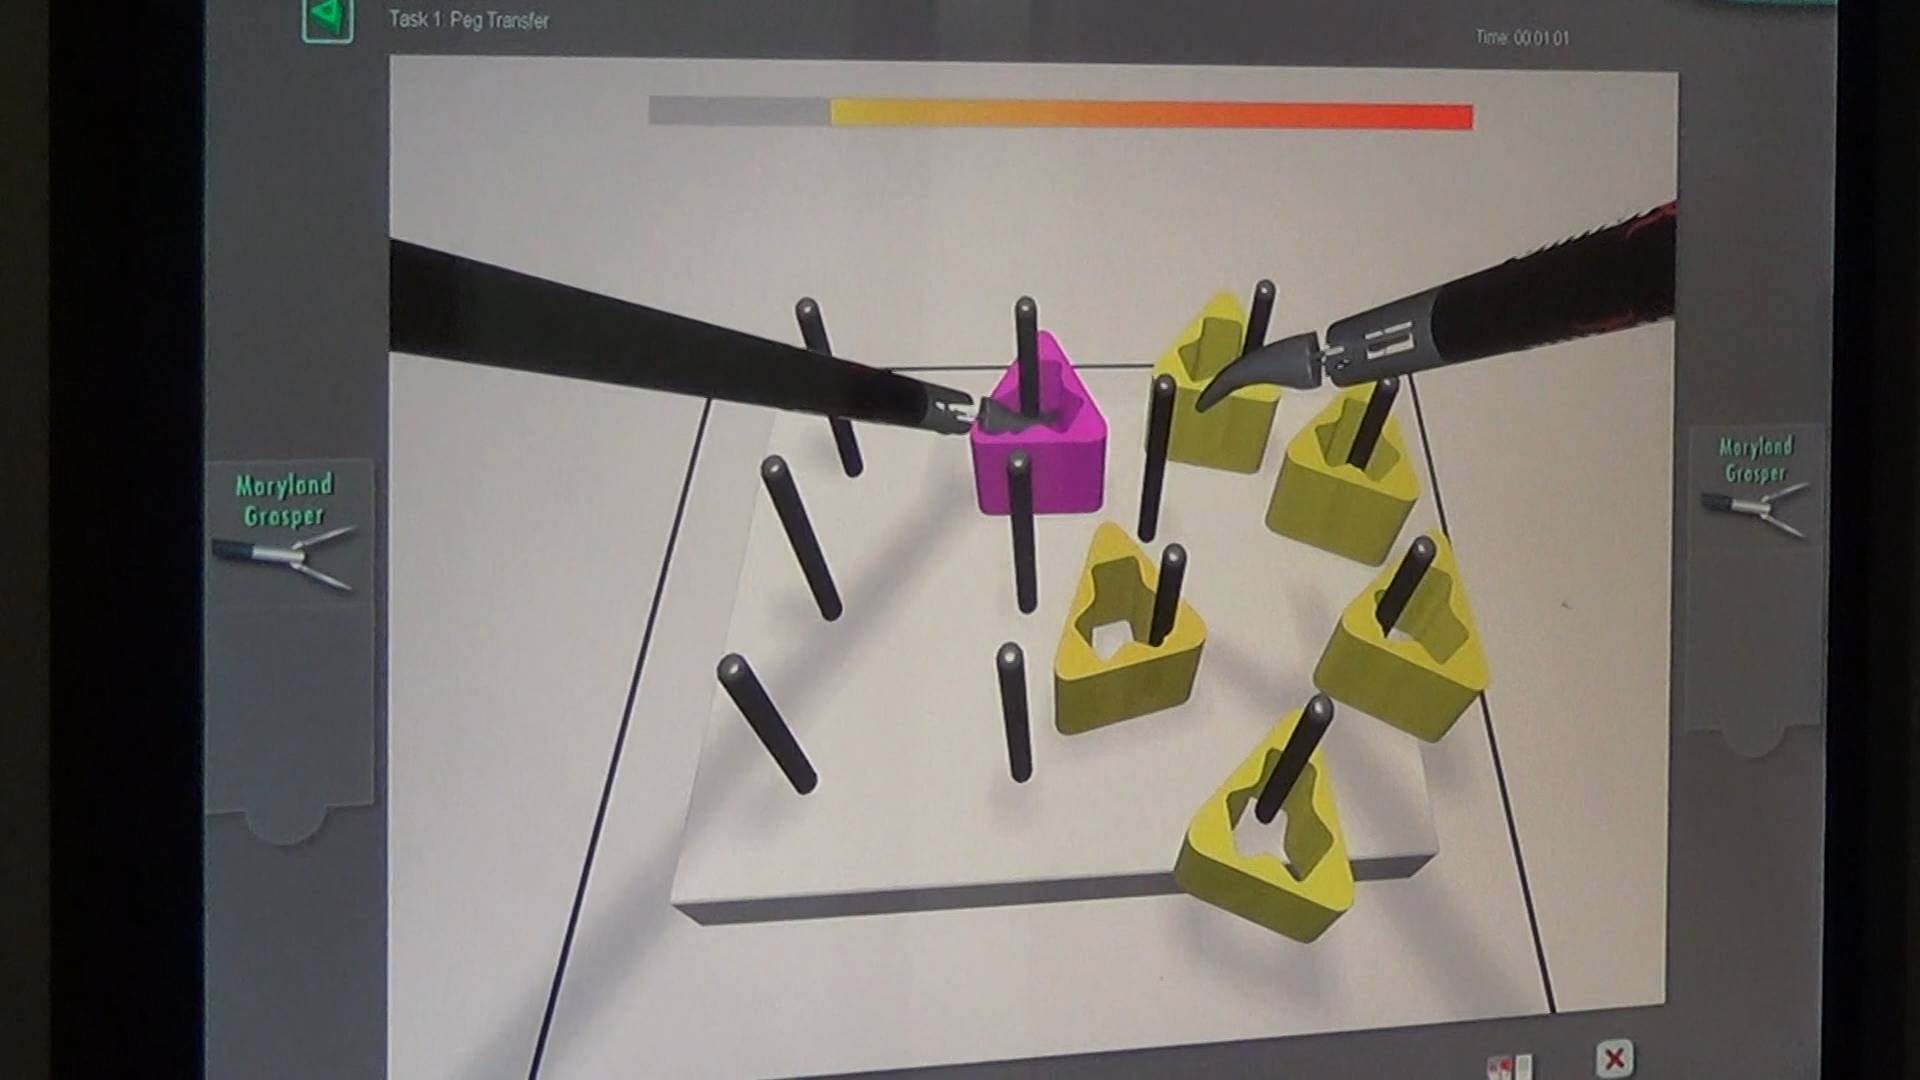 Task 1: Peg Transfer
Time: 00:01:01
Maryland
Grasper
Maryland
Grasper